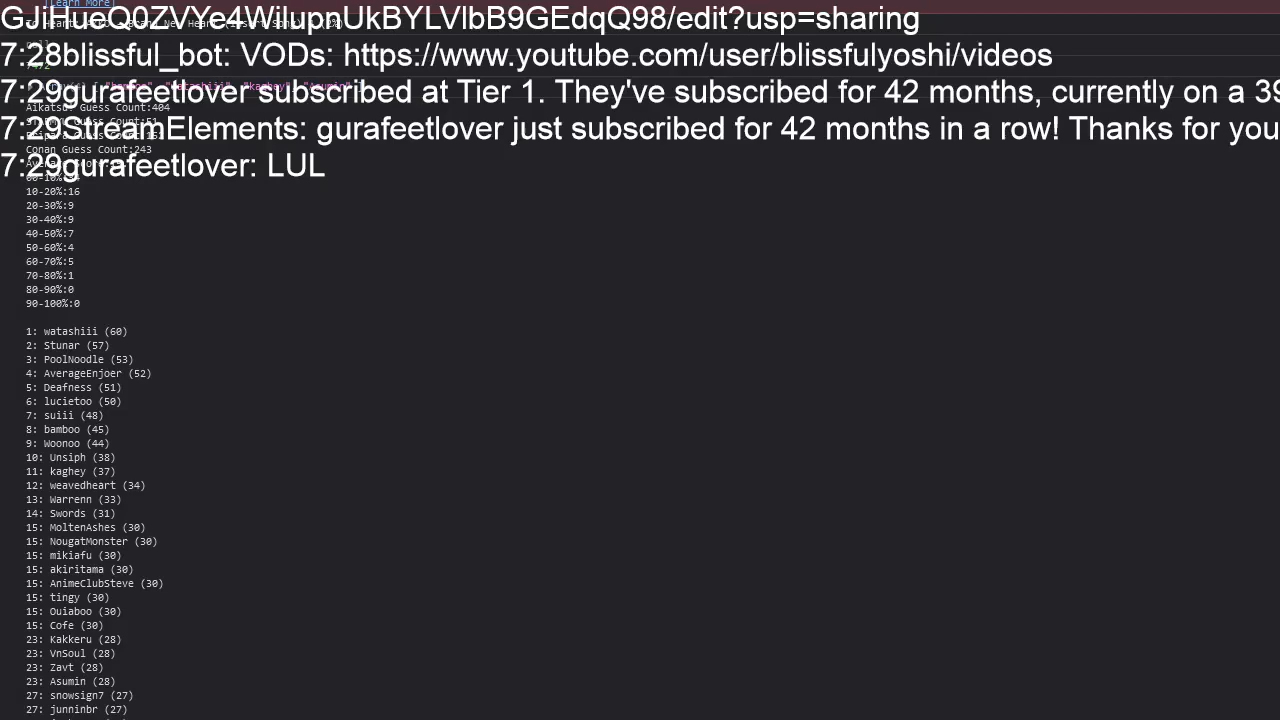 [Learn More]
GJiHueQ0ZVYe4WiIupnUkBYLVlbB9GEdqQ98/edit?usp=sharing
7:28blissful_bot: VODs: https://www.youtube.com/user/blissfulyoshi/videos
7:29gurafeetlover subscribed at Tier 1. They've subscribed for 42 months, currently on a 39
Aikatsu! Guess Count:404
7:29StreamElements: gurafeetlover just subscribed for 42 months in a row! Thanks for you
Conan Guess Count:243
7:29gurafeetlover: LUL
10-20%:16
20-30%:9
30-40%:9
40-50%:7
50-60%:4
60-70%:5
70-80%:1
80-90%:0
90-100%:0
1: watashiii (60)
2: Stunar (57)
3: PoolNoodle (53)
4: AverageEnjoer (52)
5: Deafness (51)
6: lucietoo (50)
7: suiii (48)
8: bamboo (45)
9: Woonoo (44)
10: Unsiph (38)
11: kaghey (37)
12: weavedheart (34)
13: Warrenn (33)
14: Swords (31)
15: MoltenAshes (30)
15: NougatMonster (30)
15: mikiafu (30)
15: akiritama (30)
15: AnimeClubSteve (30)
15: tingy (30)
15: Ouiaboo (30)
15: Cofe (30)
23: Kakkeru (28)
23: VnSoul (28)
23: Zavt (28)
23: Asumin (28)
27: snowsign7 (27)
27: junninbr (27)